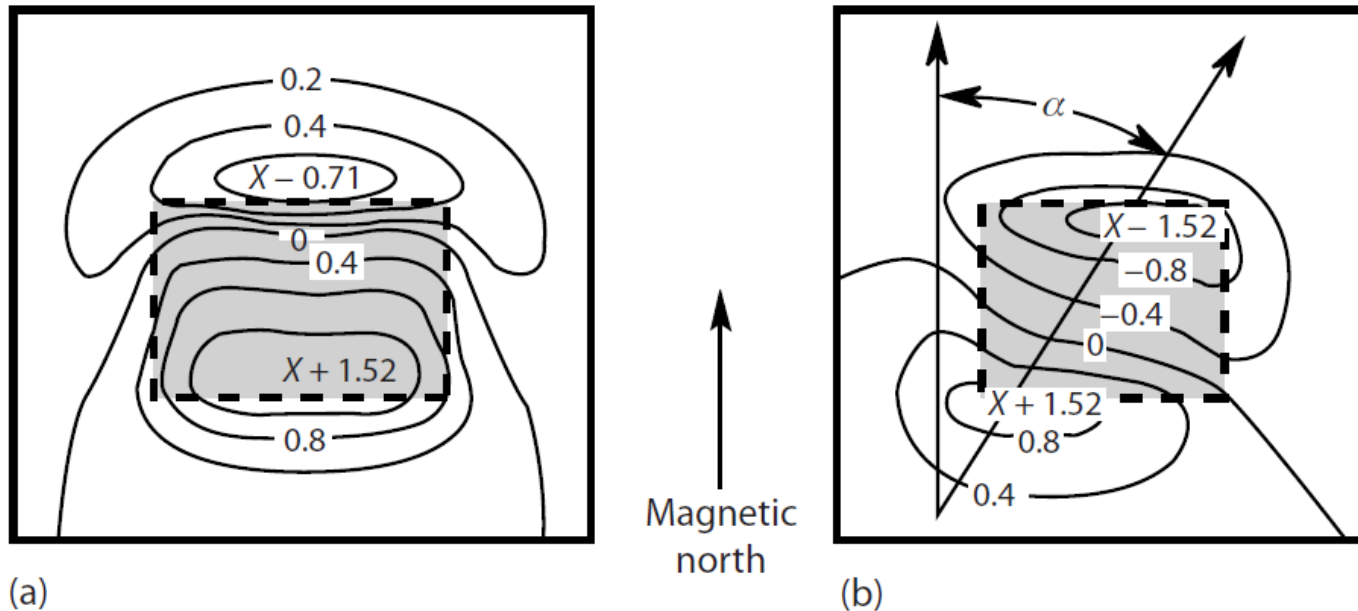 0.2
0.4
X – 0.71
0
0.4
X + 1.52
0.8
(a)
Magnetic
north
α
X – 1.52
–0.8
–0.4
0
X + 1.52
0.8
0.4
(b)